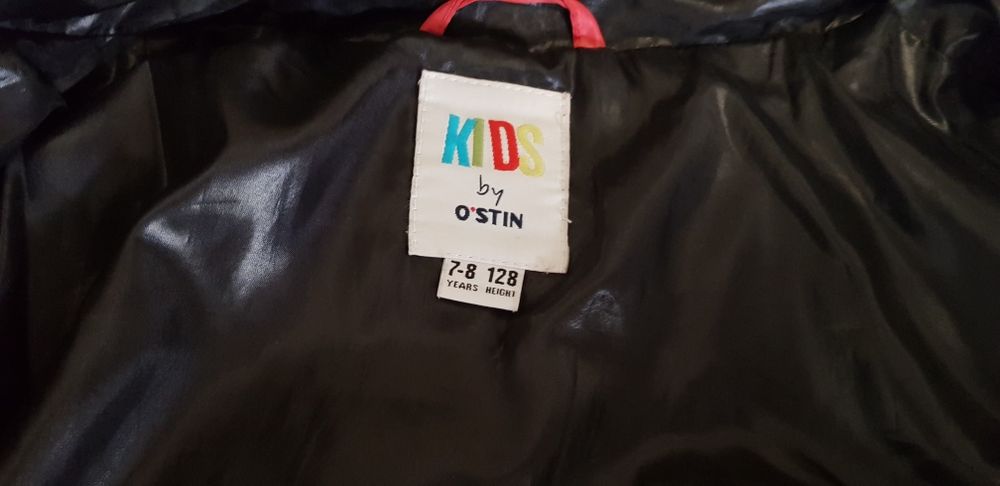 KIDS
by
O'STIN
7-8 128
YEARS HEIGHT